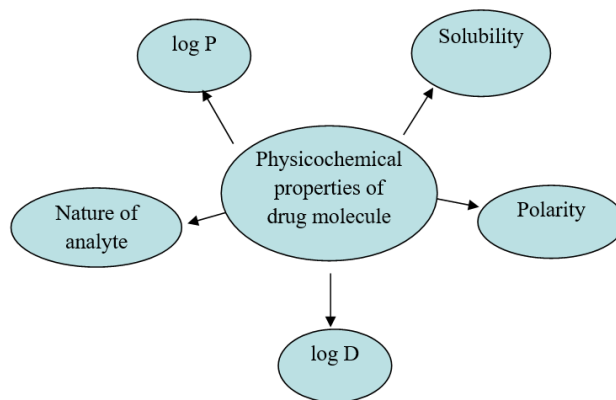 log P
Solubility
Physicochemical
properties of
drug molecule
Nature of
analyte
Polarity
log D